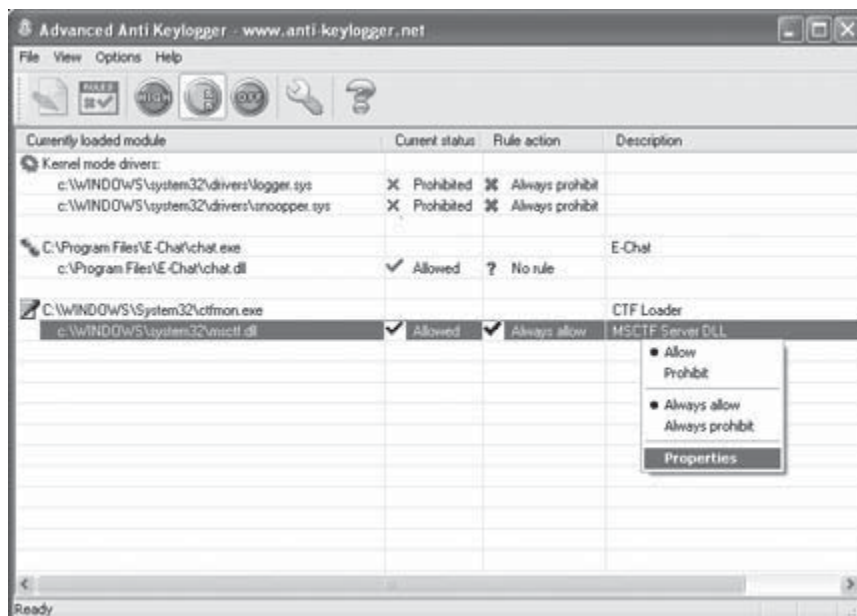 Advanced Anti Keylogger - www.anti-keylogger.net
File View Options Help
RULES
HIGH OFF
Currently loaded module Current status Rule action Description
Kernel mode drivers:
c:\WINDOWS\system32\drivers\logger.sys Prohibited Always prohibit
c:\WINDOWS\system32\drivers\snoopper.sys Prohibited Always prohibit
C:\Program Files\E-Chat\chat.exe E-Chat
c:\Program Files\E-Chat\chat.dll Allowed ? No rule
C:\WINDOWS\System32\ctfmon.exe CTF Loader
c:\WINDOWS\system32\msctf.dll Allowed Always allow MSCTF Server DLL
Allow
Prohibit
Always allow
Always prohibit
Properties
Ready